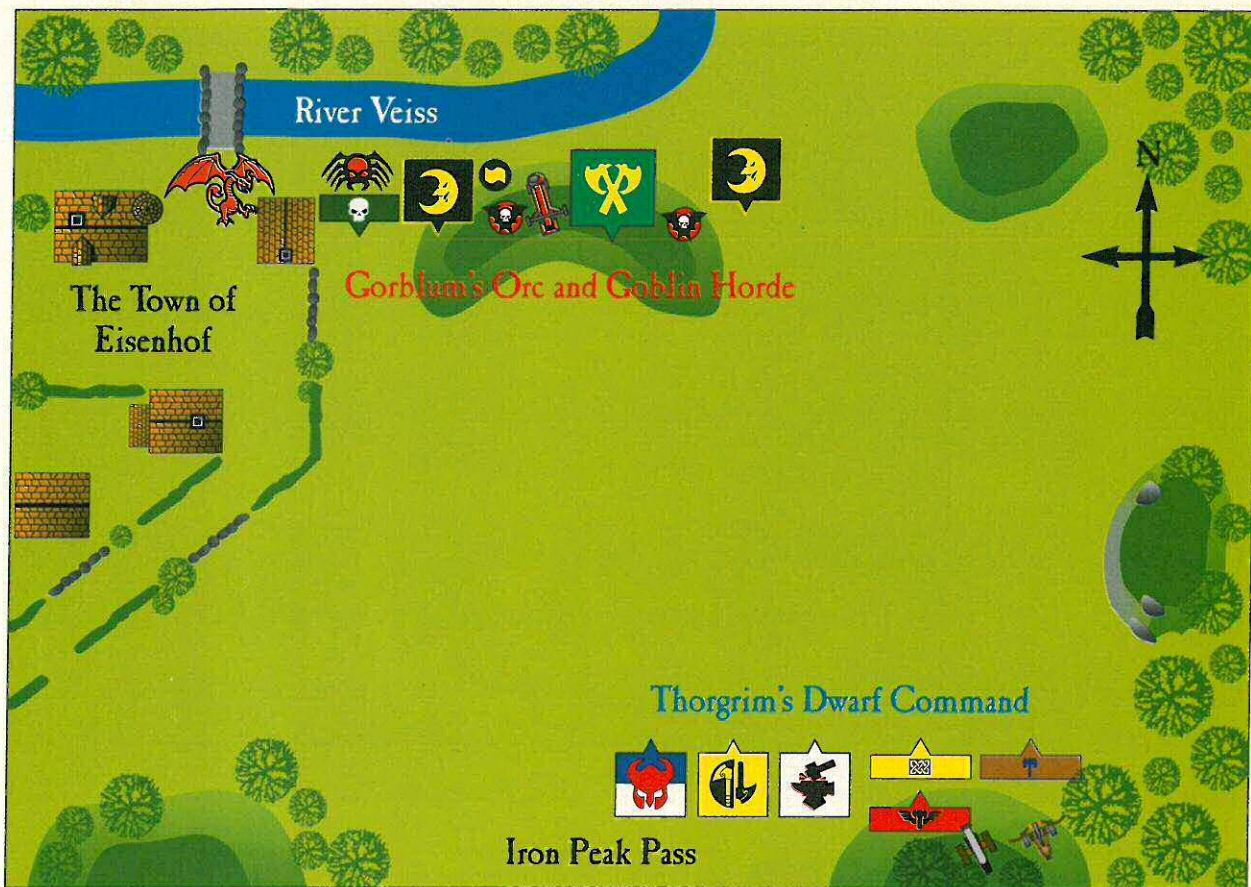 River Veiss
N
Gorblum's Orc and Goblin Horde
The Town of
Eisenhof
Thorgrim's Dwarf Command
Iron Peak Pass